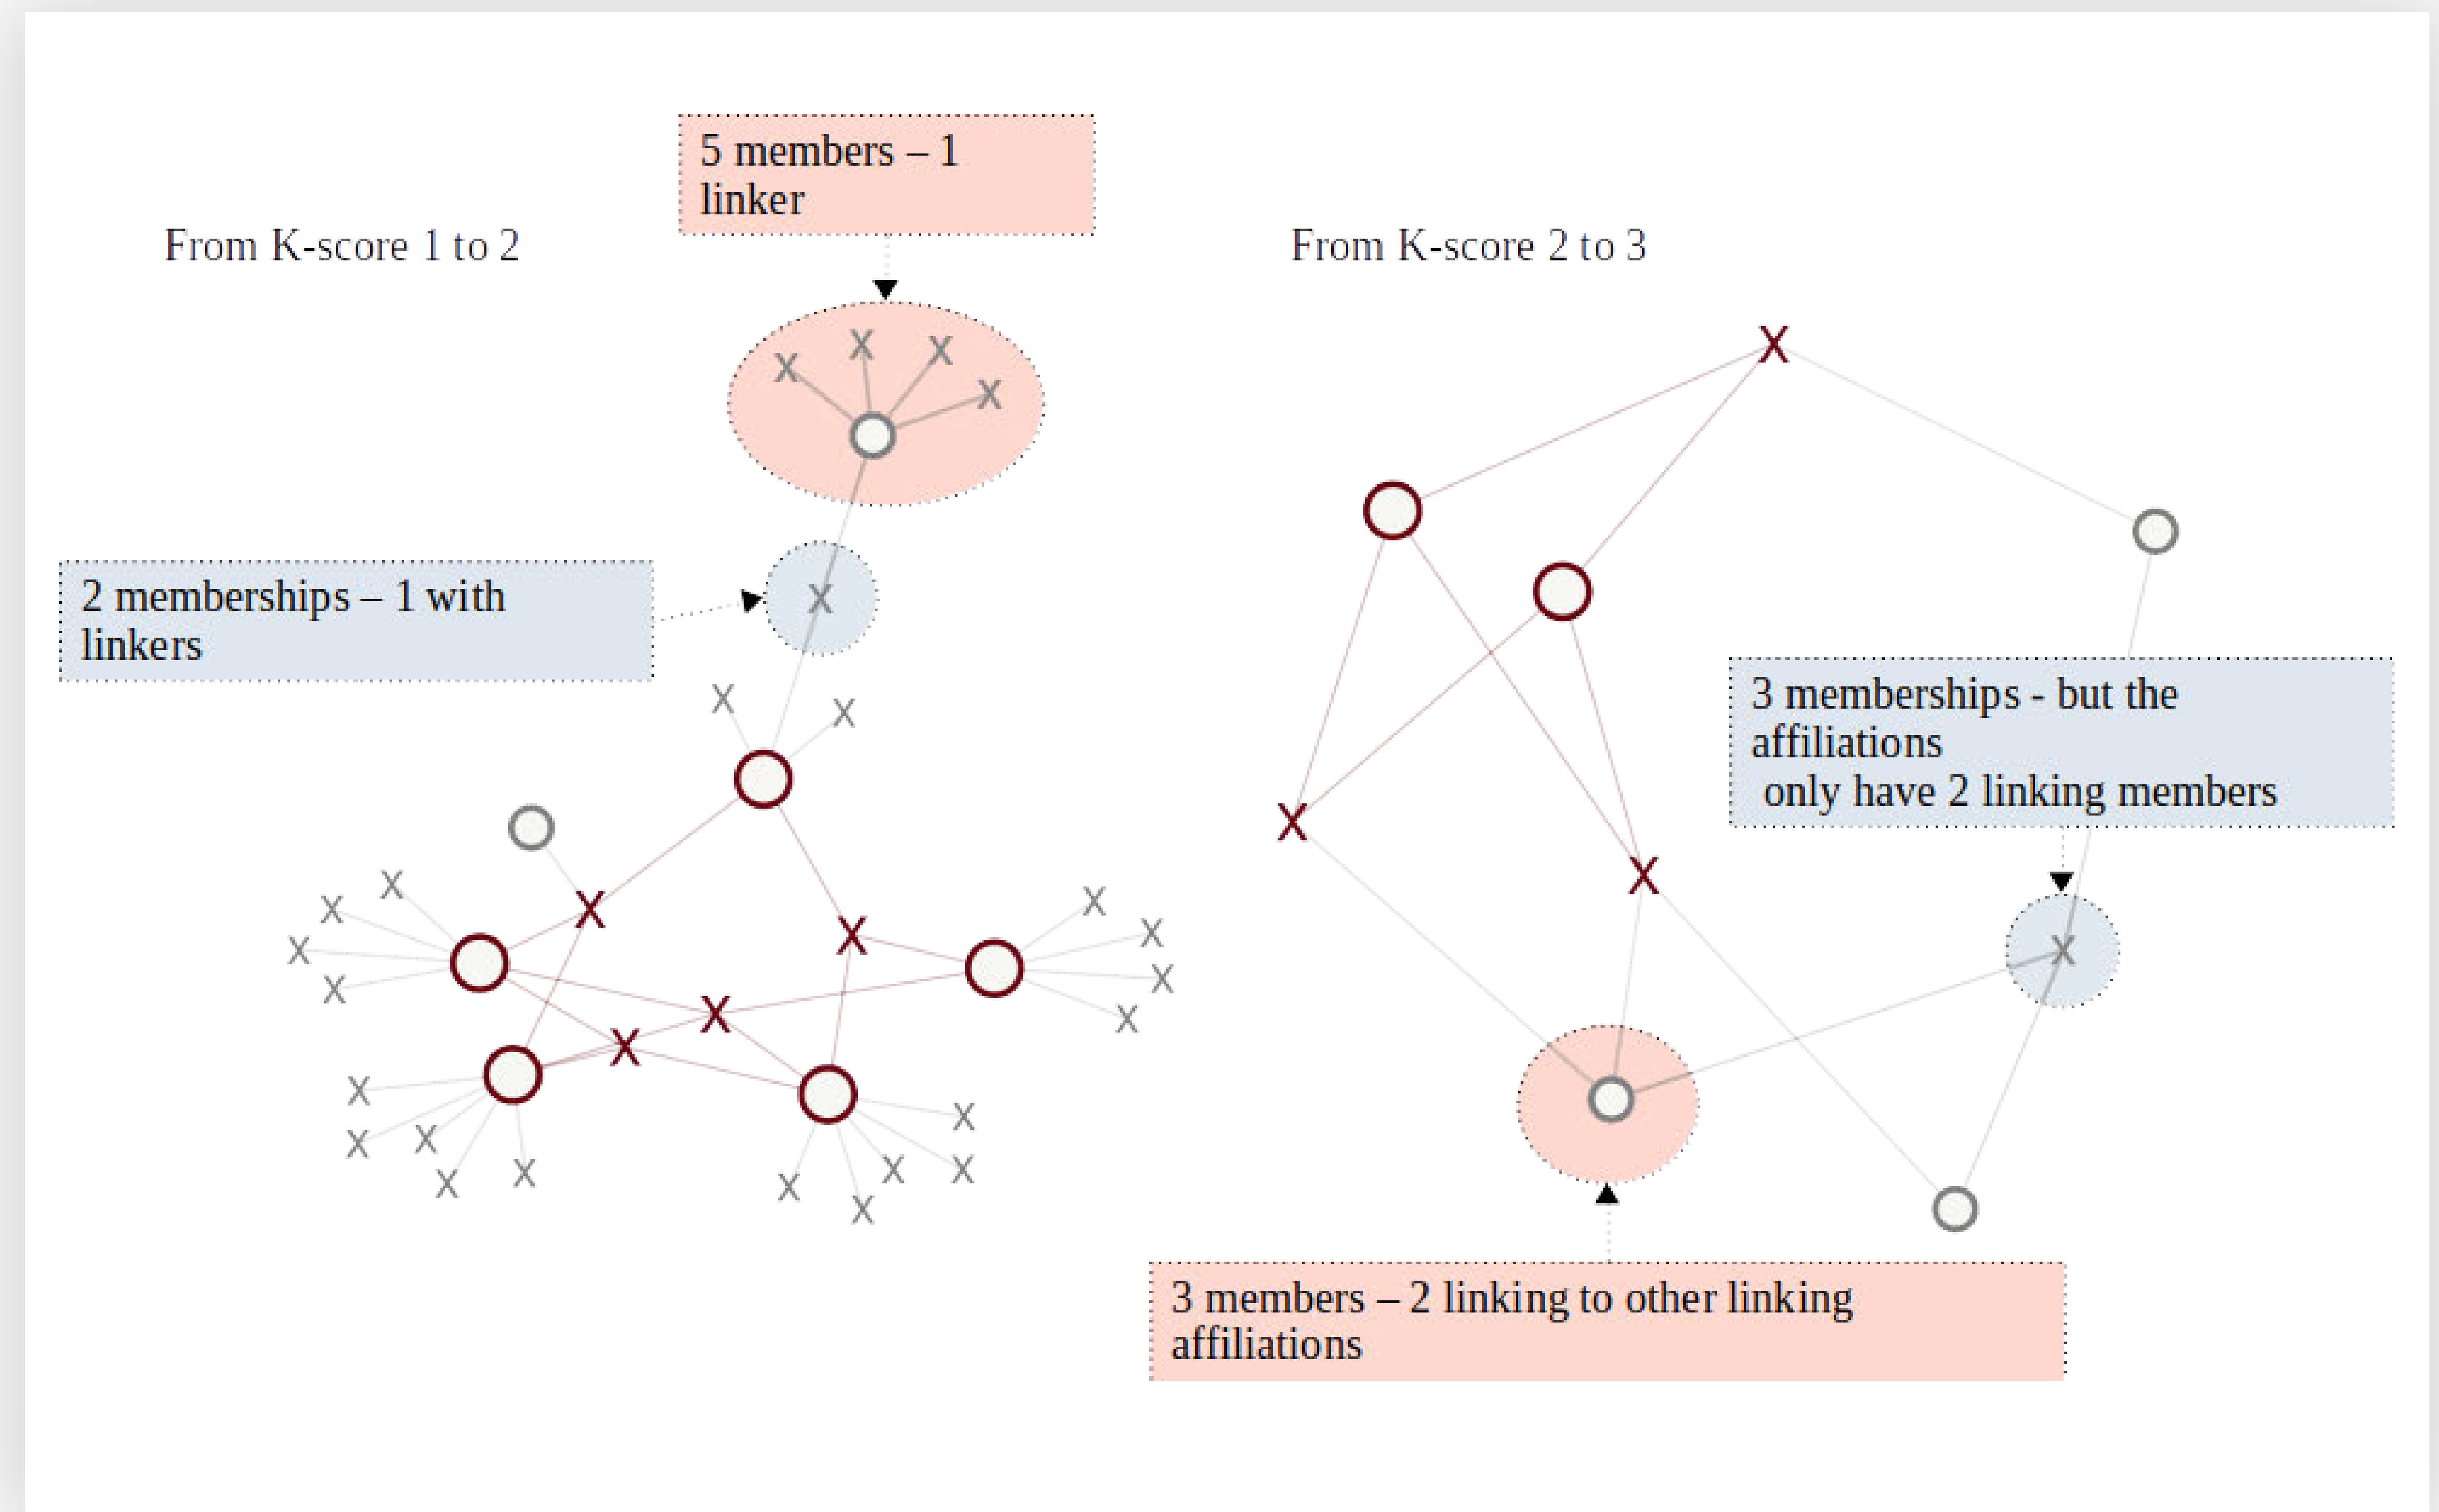 5 members – 1
linker
From K-score 1 to 2
From K-score 2 to 3
2 memberships – 1 with
linkers
3 memberships - but the
affiliations
only have 2 linking members
3 members – 2 linking to other linking
affiliations